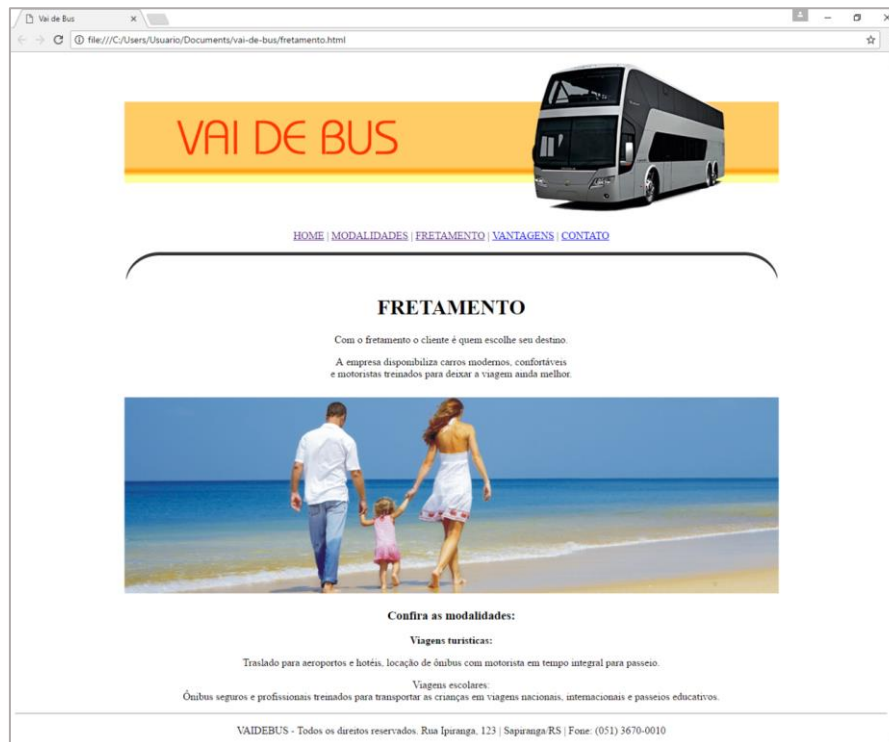 Vai de Bus
file:///C:/Users/Usuario/Documents/vai-de-bus/fretamento.html
VAI DE BUS
HOME | MODALIDADES | FRETAMENTO | VANTAGENS | CONTATO
FRETAMENTO
Com o fretamento o cliente é quem escolhe seu destino.
A empresa disponibiliza carros modernos, confortáveis
e motoristas treinados para deixar a viagem ainda melhor.
Confira as modalidades:
Viagens turísticas:
Traslado para aeroportos e hotéis, locação de ônibus com motorista em tempo integral para passeio.
Viagens escolares:
Ônibus seguros e profissionais treinados para transportar as crianças em viagens nacionais, internacionais e passeios educativos.
VAIDEBUS - Todos os direitos reservados. Rua Ipiranga, 123 | Sapiranga/RS | Fone: (051) 3670-0010